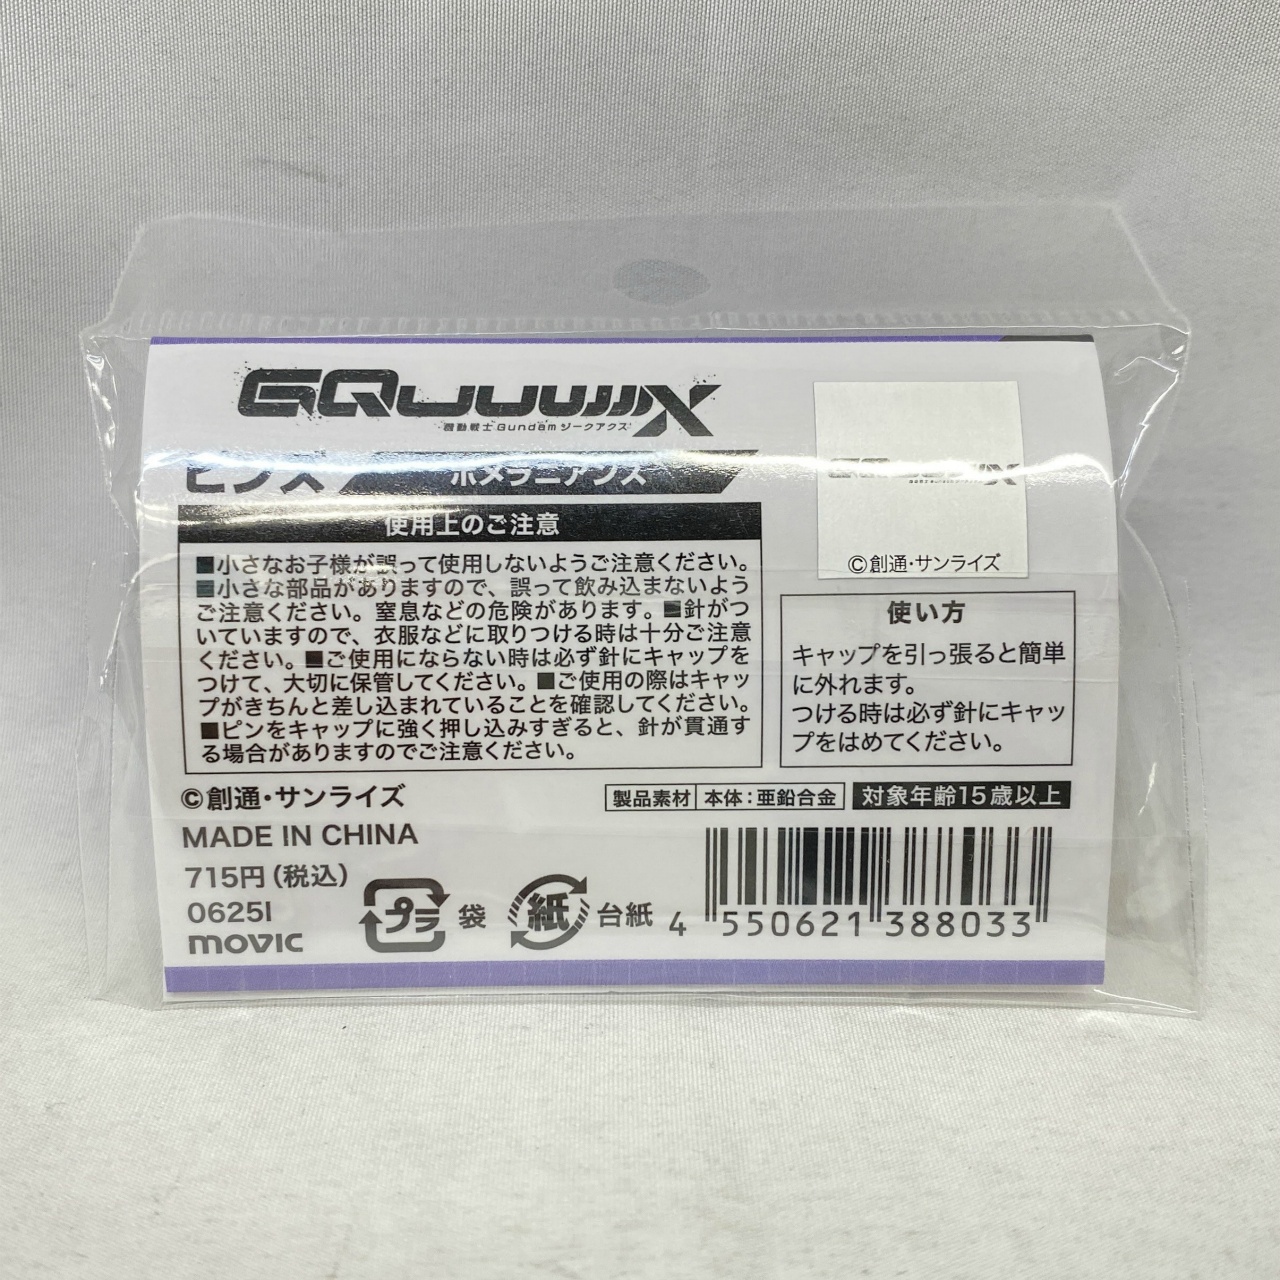 GQuuuuuuX
機動戦士Gundam ジークアクス
ピンズ ポメラニアンズ
使用上のご注意
■小さなお子様が誤って使用しないようご注意ください。
■小さな部品がありますので、誤って飲み込まないよう
ご注意ください。窒息などの危険があります。■針がつ
いていますので、衣服などに取りつける時は十分ご注意
ください。■ご使用にならない時は必ず針にキャップを
つけて、大切に保管してください。■ご使用の際はキャッ
プがきちんと差し込まれていることを確認してください。
■ピンをキャップに強く押し込みすぎると、針が貫通す
る場合がありますのでご注意ください。
GQuuuuuuX
©創通・サンライズ
使い方
キャップを引っ張ると簡単
に外れます。
つける時は必ず針にキャッ
プをはめてください。
©創通・サンライズ
製品素材 本体：亜鉛合金 対象年齢15歳以上
MADE IN CHINA
715円（税込）
0625I
movic
プラ 袋 紙 台紙
4 550621 388033